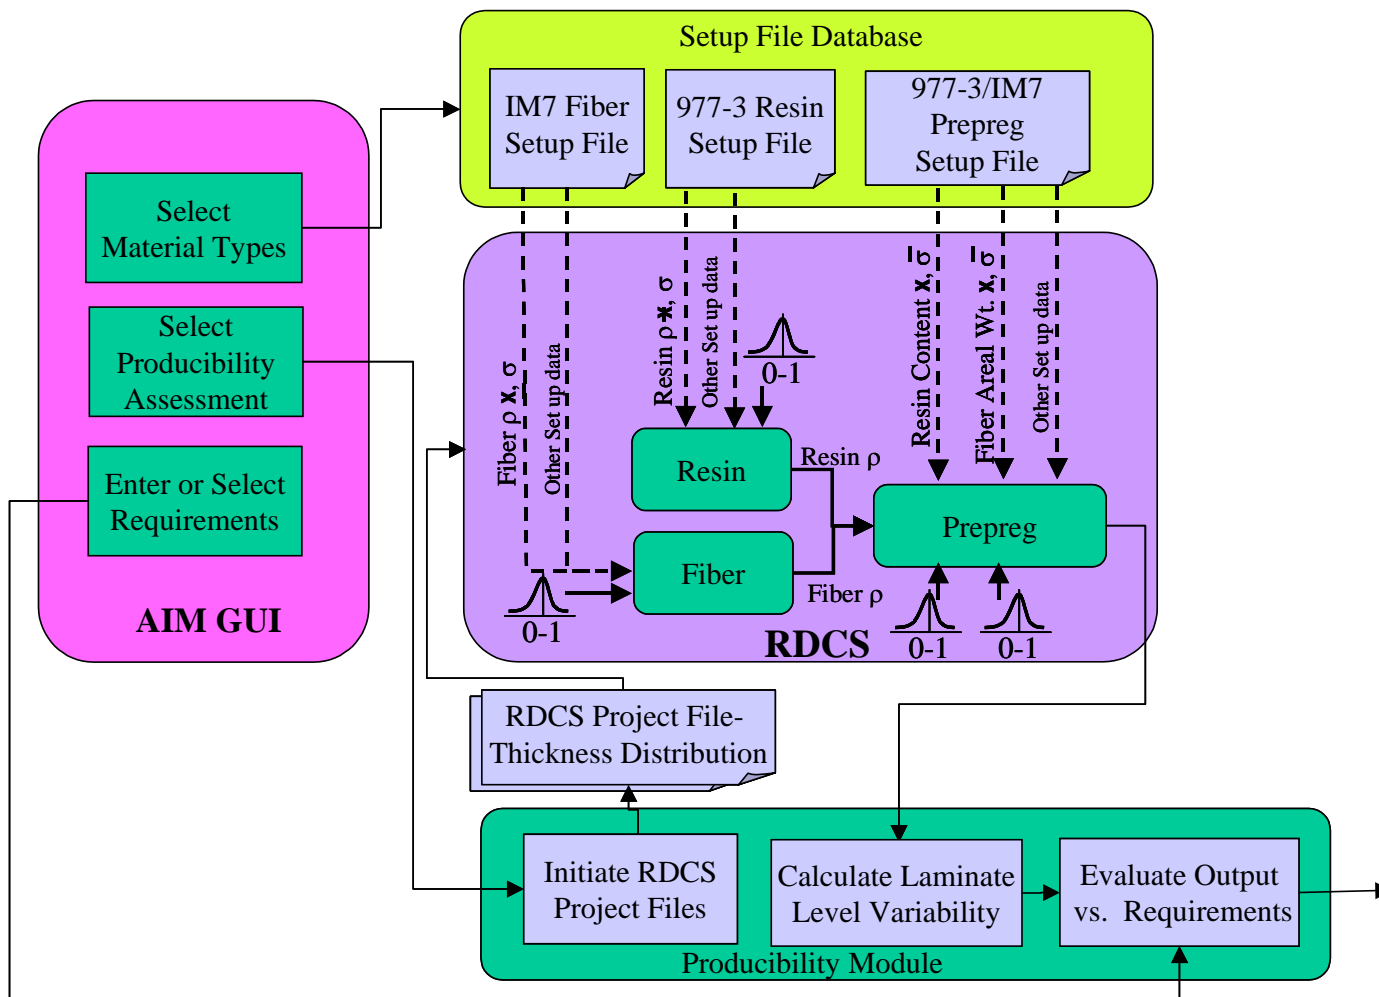 Setup File Database
IM7 Fiber
Setup File
977-3 Resin
Setup File
977-3/IM7
Prepreg
Setup File
Select
Material Types
Select
Producibility
Assessment
Enter or Select
Requirements
AIM GUI
Fiber ρ x, σ
Other Set up data
Resin ρ x, σ
Other Set up data
0-1
Resin Content x, σ
Fiber Areal Wt. x, σ
Other Set up data
Resin
Resin ρ
Fiber
Fiber ρ
Prepreg
0-1
0-1
0-1
RDCS
RDCS Project File-
Thickness Distribution
Initiate RDCS
Project Files
Calculate Laminate
Level Variability
Evaluate Output
vs. Requirements
Producibility Module